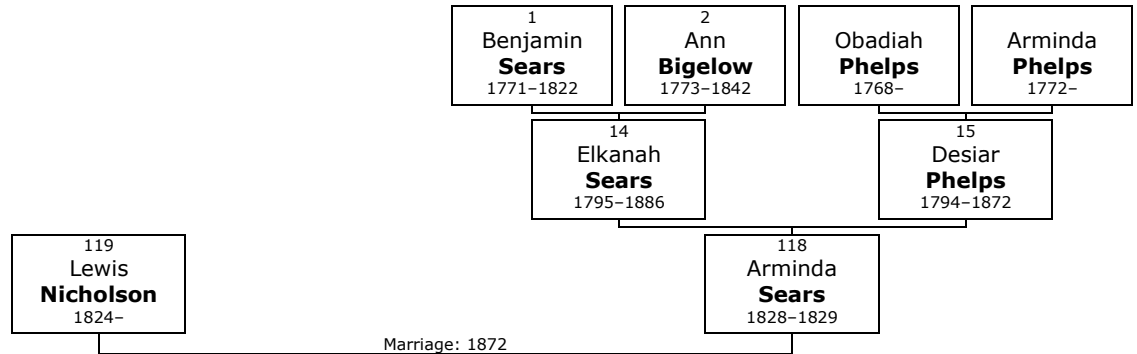 1
Benjamin
Sears
1771–1822
2
Ann
Bigelow
1773–1842
Obadiah
Phelps
1768–
Arminda
Phelps
1772–
14
Elkanah
Sears
1795–1886
15
Desiar
Phelps
1794–1872
119
Lewis
Nicholson
1824–
118
Arminda
Sears
1828–1829
Marriage: 1872